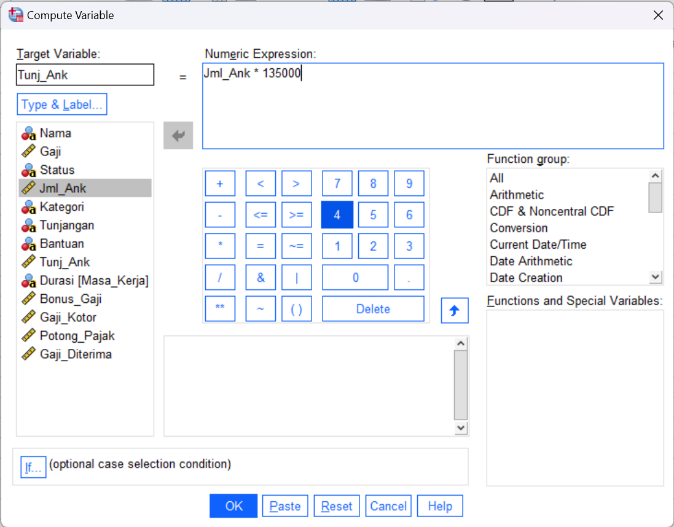 Compute Variable
Target Variable:
Tunj_Ank
=
Numeric Expression:
Jml_Ank * 135000
Type & Label...
Nama
Gaji
Status
Jml_Ank
Kategori
Tunjangan
Bantuan
Tunj_Ank
Durasi [Masa_Kerja]
Bonus_Gaji
Gaji_Kotor
Potong_Pajak
Gaji_Diterima
+ < > 7 8 9
- <= >= 4 5 6
* = ~= 1 2 3
/ & | 0 .
** ~ ( ) Delete
Function group:
All
Arithmetic
CDF & Noncentral CDF
Conversion
Current Date/Time
Date Arithmetic
Date Creation
Functions and Special Variables:
If... (optional case selection condition)
OK Paste Reset Cancel Help